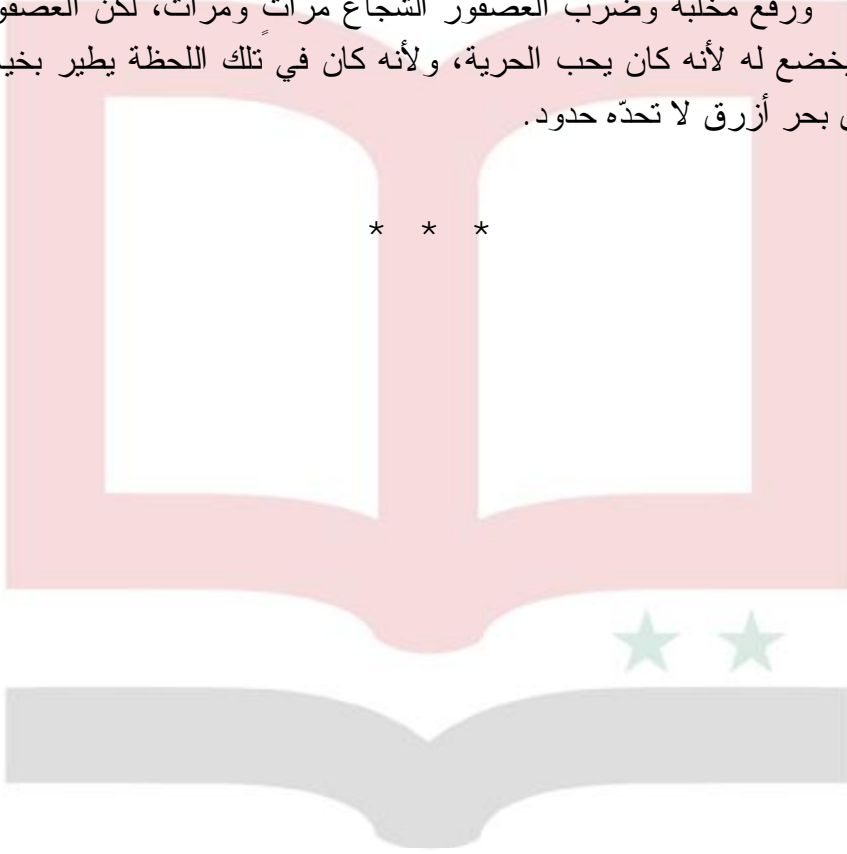 ورفع مخلبه وضرب العصفور الشجاع مراتٍ ومرات، لكن
يخضع له لأنه كان يحب الحرية، ولأنه كان في تلك اللحظة يطير
بحر أزرق لا تحدّه حدود.
* * *